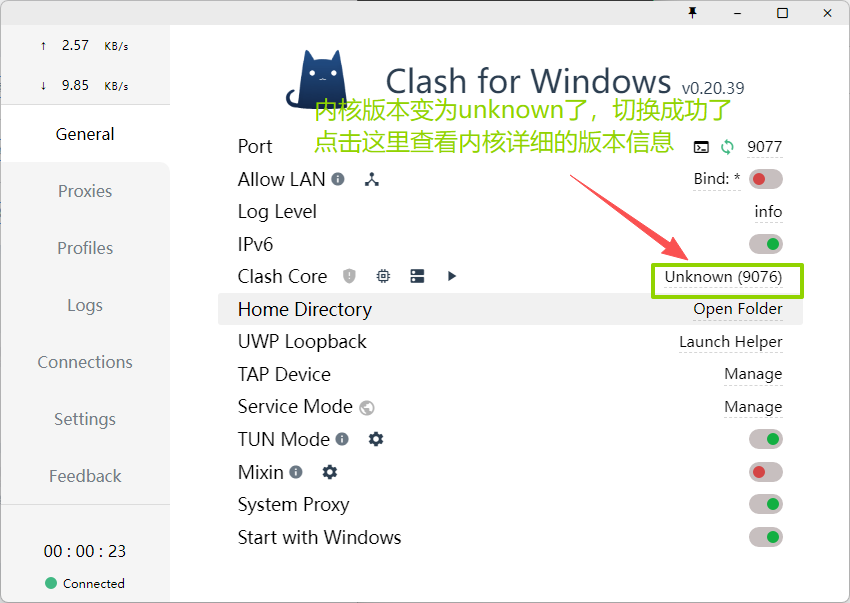 ↑ 2.57 KB/s
↓ 9.85 KB/s
General
Proxies
Profiles
Logs
Connections
Settings
Feedback
00 : 00 : 23
Connected
Clash for Windows v0.20.39
内核版本变为unknown了，切换成功了
点击这里查看内核详细的版本信息
Port 9077
Allow LAN Bind: *
Log Level info
IPv6
Clash Core Unknown (9076)
Home Directory Open Folder
UWP Loopback Launch Helper
TAP Device Manage
Service Mode Manage
TUN Mode
Mixin
System Proxy
Start with Windows